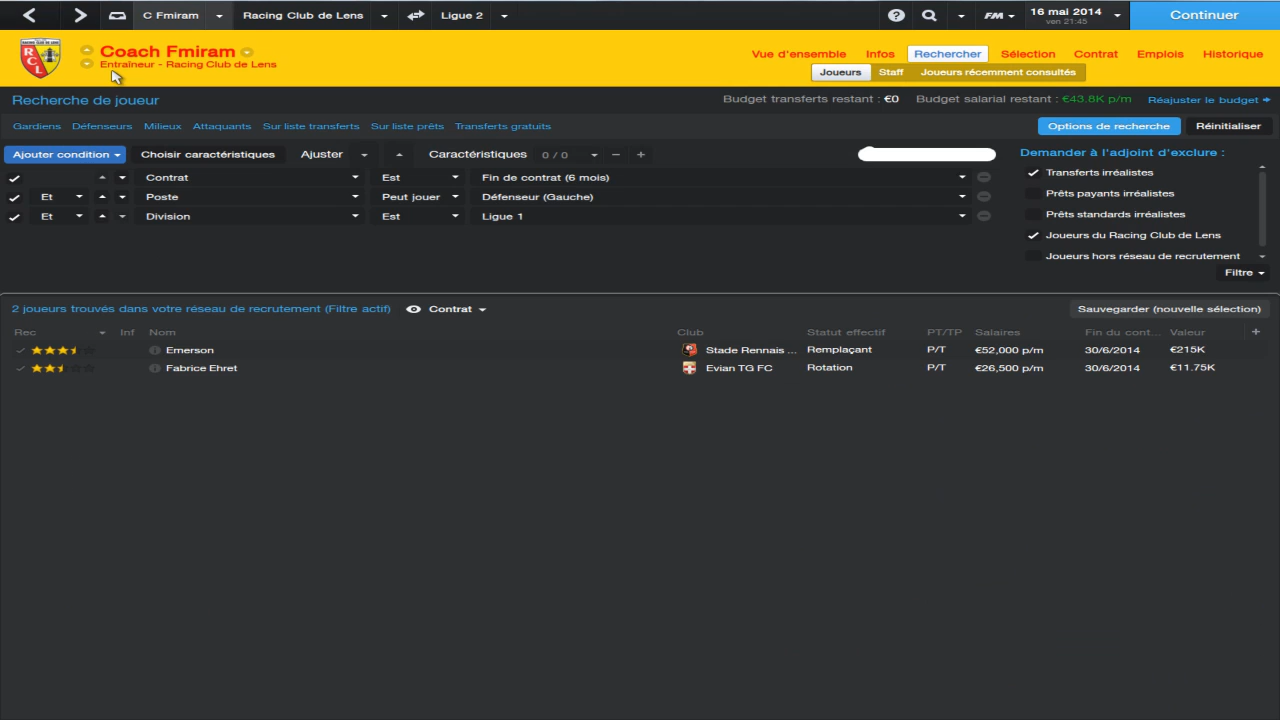 C Fmiram Racing Club de Lens Ligue 2 ? FM 16 mai 2014 Continuer
ven 21:45
Coach Fmiram
Entraîneur - Racing Club de Lens
Vue d'ensemble Infos Rechercher Sélection Contrat Emplois Historique
Joueurs Staff Joueurs récemment consultés
Recherche de joueur
Budget transferts restant : €0 Budget salarial restant : €43.8K p/m Réajuster le budget
Gardiens Défenseurs Milieux Attaquants Sur liste transferts Sur liste prêts Transferts gratuits
Options de recherche Réinitialiser
Ajouter condition Choisir caractéristiques Ajuster Caractéristiques 0 / 0 − +
Demander à l'adjoint d'exclure :
Contrat Est Fin de contrat (6 mois)
Et Poste Peut jouer Défenseur (Gauche)
Et Division Est Ligue 1
Transferts irréalistes
Prêts payants irréalistes
Prêts standards irréalistes
Joueurs du Racing Club de Lens
Joueurs hors réseau de recrutement
Filtre
2 joueurs trouvés dans votre réseau de recrutement (Filtre actif) Contrat Sauvegarder (nouvelle sélection)
Rec Inf Nom Club Statut effectif PT/TP Salaires Fin du cont... Valeur +
Emerson Stade Rennais ... Remplaçant P/T €52,000 p/m 30/6/2014 €215K
Fabrice Ehret Evian TG FC Rotation P/T €26,500 p/m 30/6/2014 €11.75K